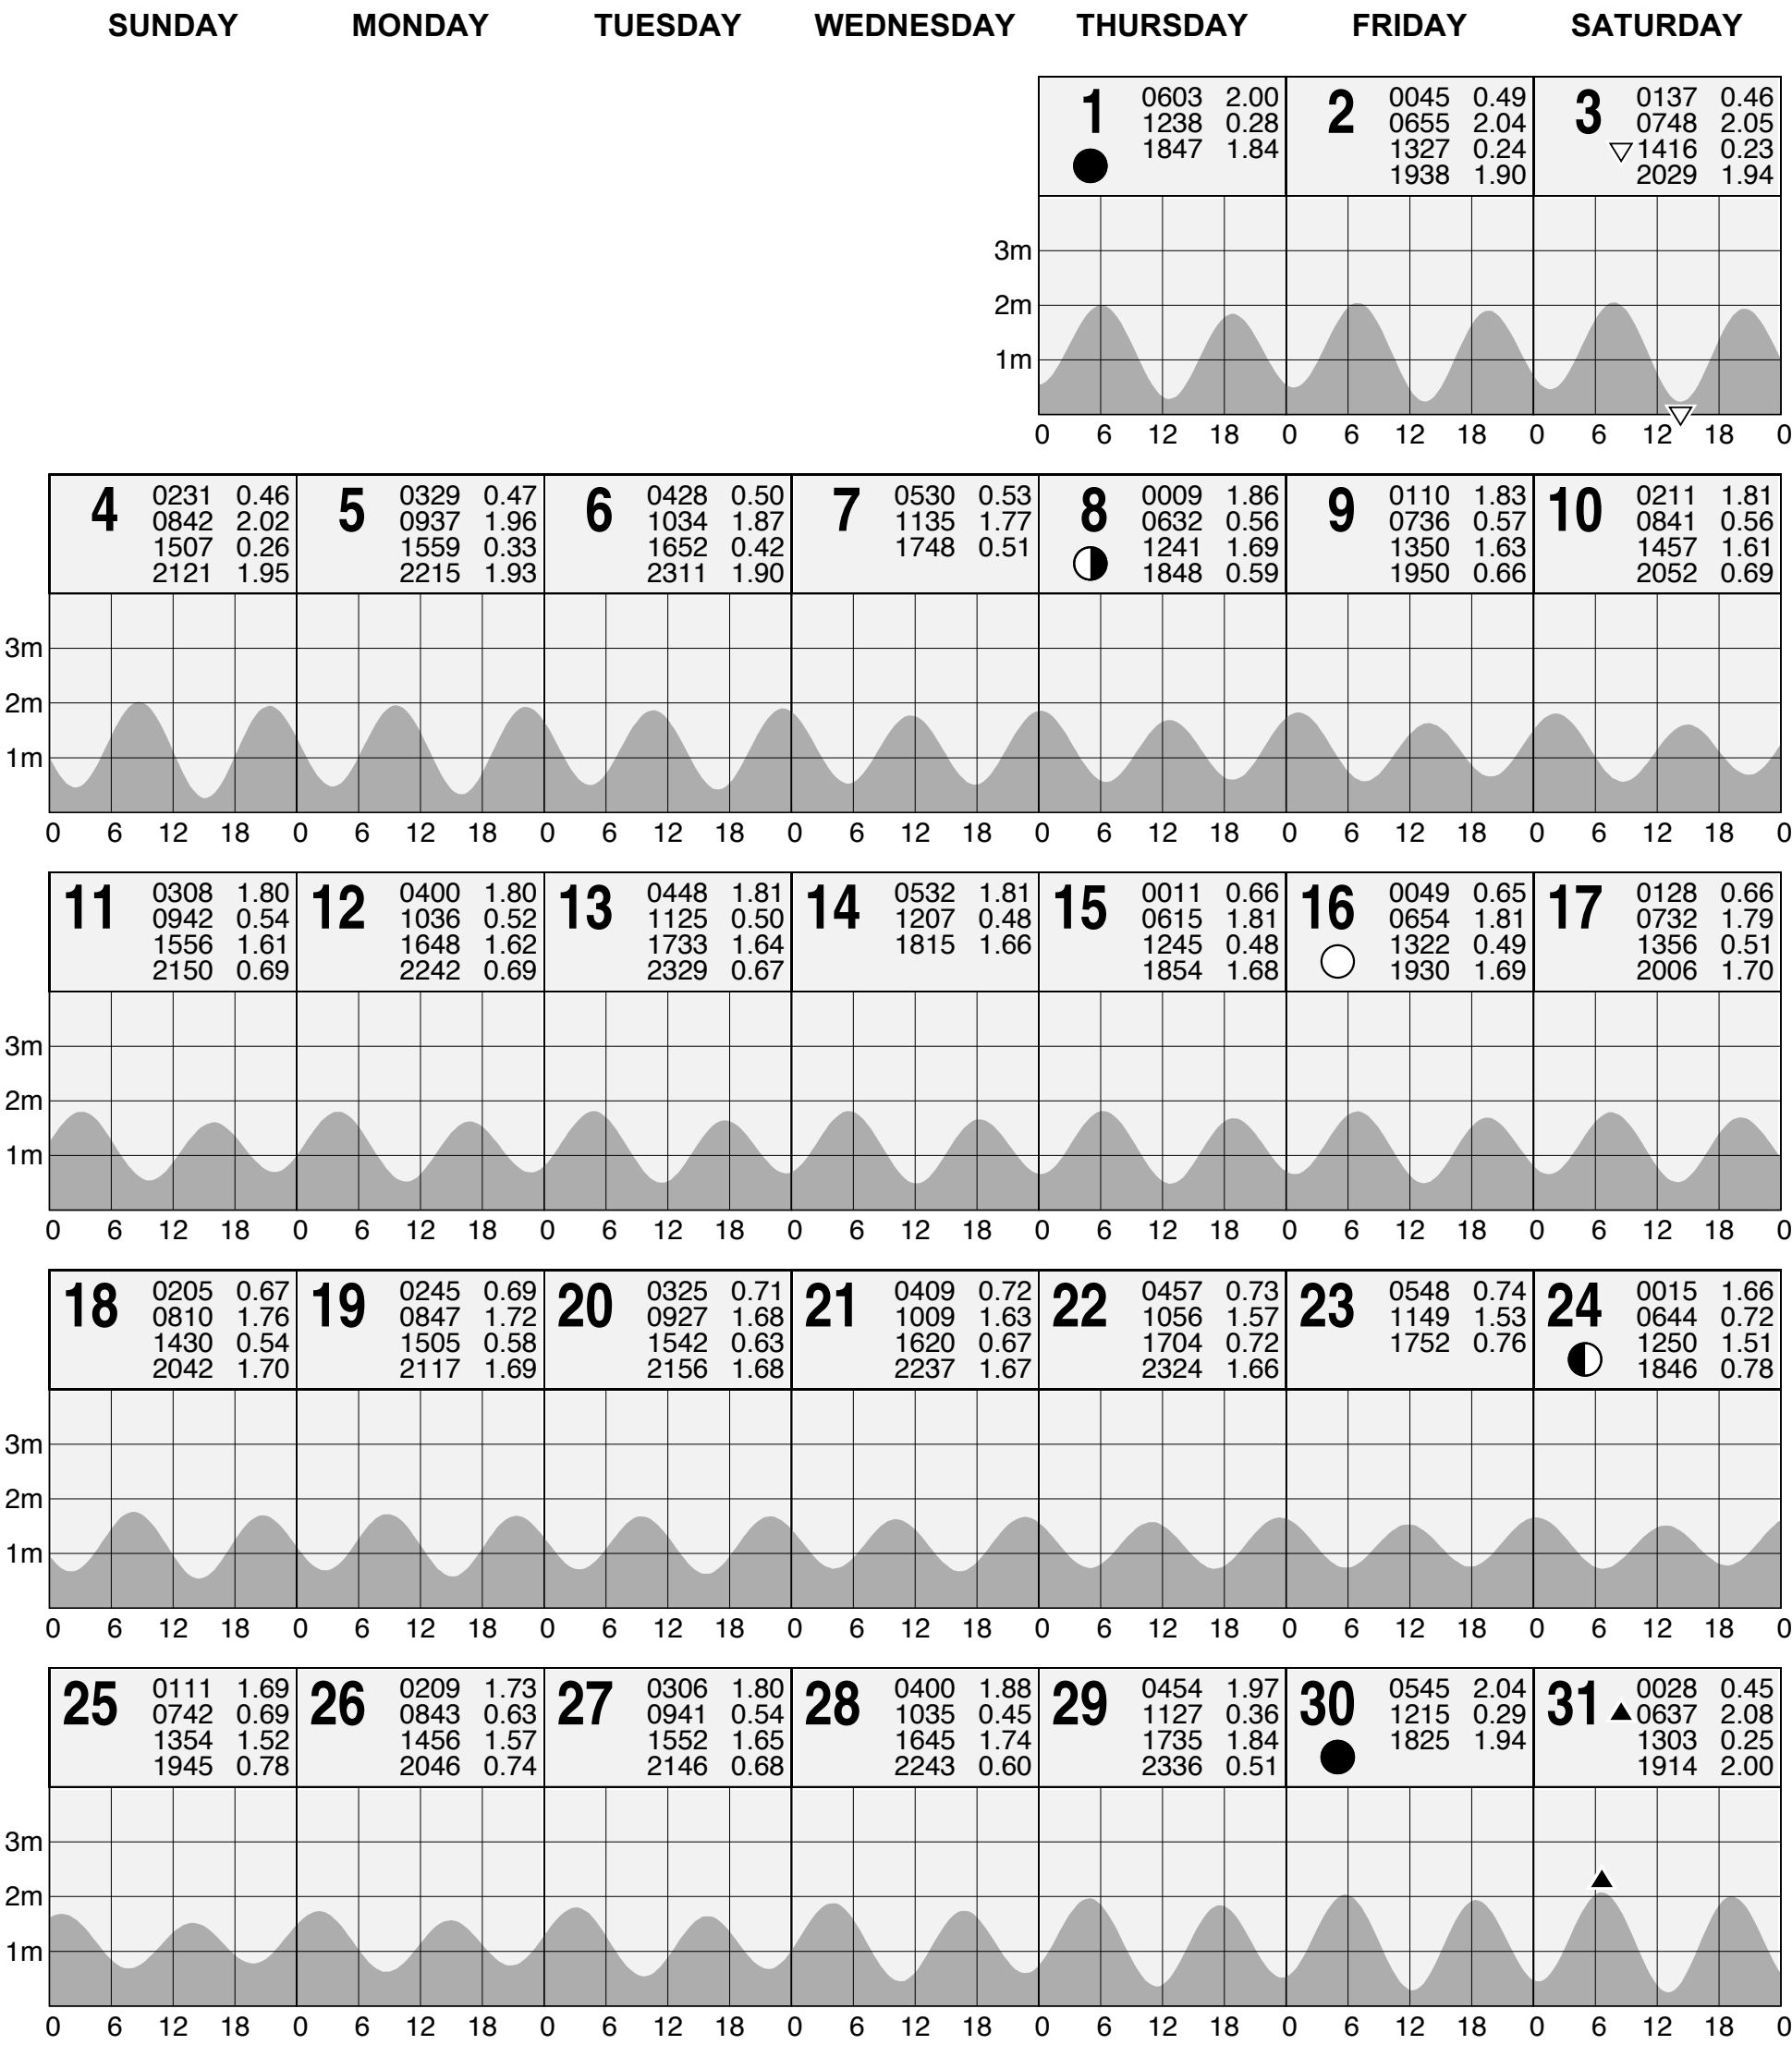 SUNDAY MONDAY TUESDAY WEDNESDAY THURSDAY FRIDAY SATURDAY
1 0603 2.00 2 0045 0.49 3 0137 0.46
1238 0.28 0655 2.04 0748 2.05
1847 1.84 1327 0.24 1416 0.23
1938 1.90 2029 1.94
3m
2m
1m
0 6 12 18 0 6 12 18 0 6 12 18 0
4 0231 0.46 5 0329 0.47 6 0428 0.50 7 0530 0.53 8 0009 1.86 9 0110 1.83 10 0211 1.81
0842 2.02 0937 1.96 1034 1.87 1135 1.77 0632 0.56 0736 0.57 0841 0.56
1507 0.26 1559 0.33 1652 0.42 1748 0.51 1241 1.69 1350 1.63 1457 1.61
2121 1.95 2215 1.93 2311 1.90 1848 0.59 1950 0.66 2052 0.69
3m
2m
1m
0 6 12 18 0 6 12 18 0 6 12 18 0 6 12 18 0 6 12 18 0 6 12 18 0 6 12 18 0
11 0308 1.80 12 0400 1.80 13 0448 1.81 14 0532 1.81 15 0011 0.66 16 0049 0.65 17 0128 0.66
0942 0.54 1036 0.52 1125 0.50 1207 0.48 0615 1.81 0654 1.81 0732 1.79
1556 1.61 1648 1.62 1733 1.64 1815 1.66 1245 0.48 1322 0.49 1356 0.51
2150 0.69 2242 0.69 2329 0.67 1854 1.68 1930 1.69 2006 1.70
3m
2m
1m
0 6 12 18 0 6 12 18 0 6 12 18 0 6 12 18 0 6 12 18 0 6 12 18 0 6 12 18 0
18 0205 0.67 19 0245 0.69 20 0325 0.71 21 0409 0.72 22 0457 0.73 23 0548 0.74 24 0015 1.66
0810 1.76 0847 1.72 0927 1.68 1009 1.63 1056 1.57 1149 1.53 0644 0.72
1430 0.54 1505 0.58 1542 0.63 1620 0.67 1704 0.72 1752 0.76 1250 1.51
2042 1.70 2117 1.69 2156 1.68 2237 1.67 2324 1.66 1846 0.78
3m
2m
1m
0 6 12 18 0 6 12 18 0 6 12 18 0 6 12 18 0 6 12 18 0 6 12 18 0 6 12 18 0
25 0111 1.69 26 0209 1.73 27 0306 1.80 28 0400 1.88 29 0454 1.97 30 0545 2.04 31 0028 0.45
0742 0.69 0843 0.63 0941 0.54 1035 0.45 1127 0.36 1215 0.29 0637 2.08
1354 1.52 1456 1.57 1552 1.65 1645 1.74 1735 1.84 1825 1.94 1303 0.25
1945 0.78 2046 0.74 2146 0.68 2243 0.60 2336 0.51 1914 2.00
3m
2m
1m
0 6 12 18 0 6 12 18 0 6 12 18 0 6 12 18 0 6 12 18 0 6 12 18 0 6 12 18 0